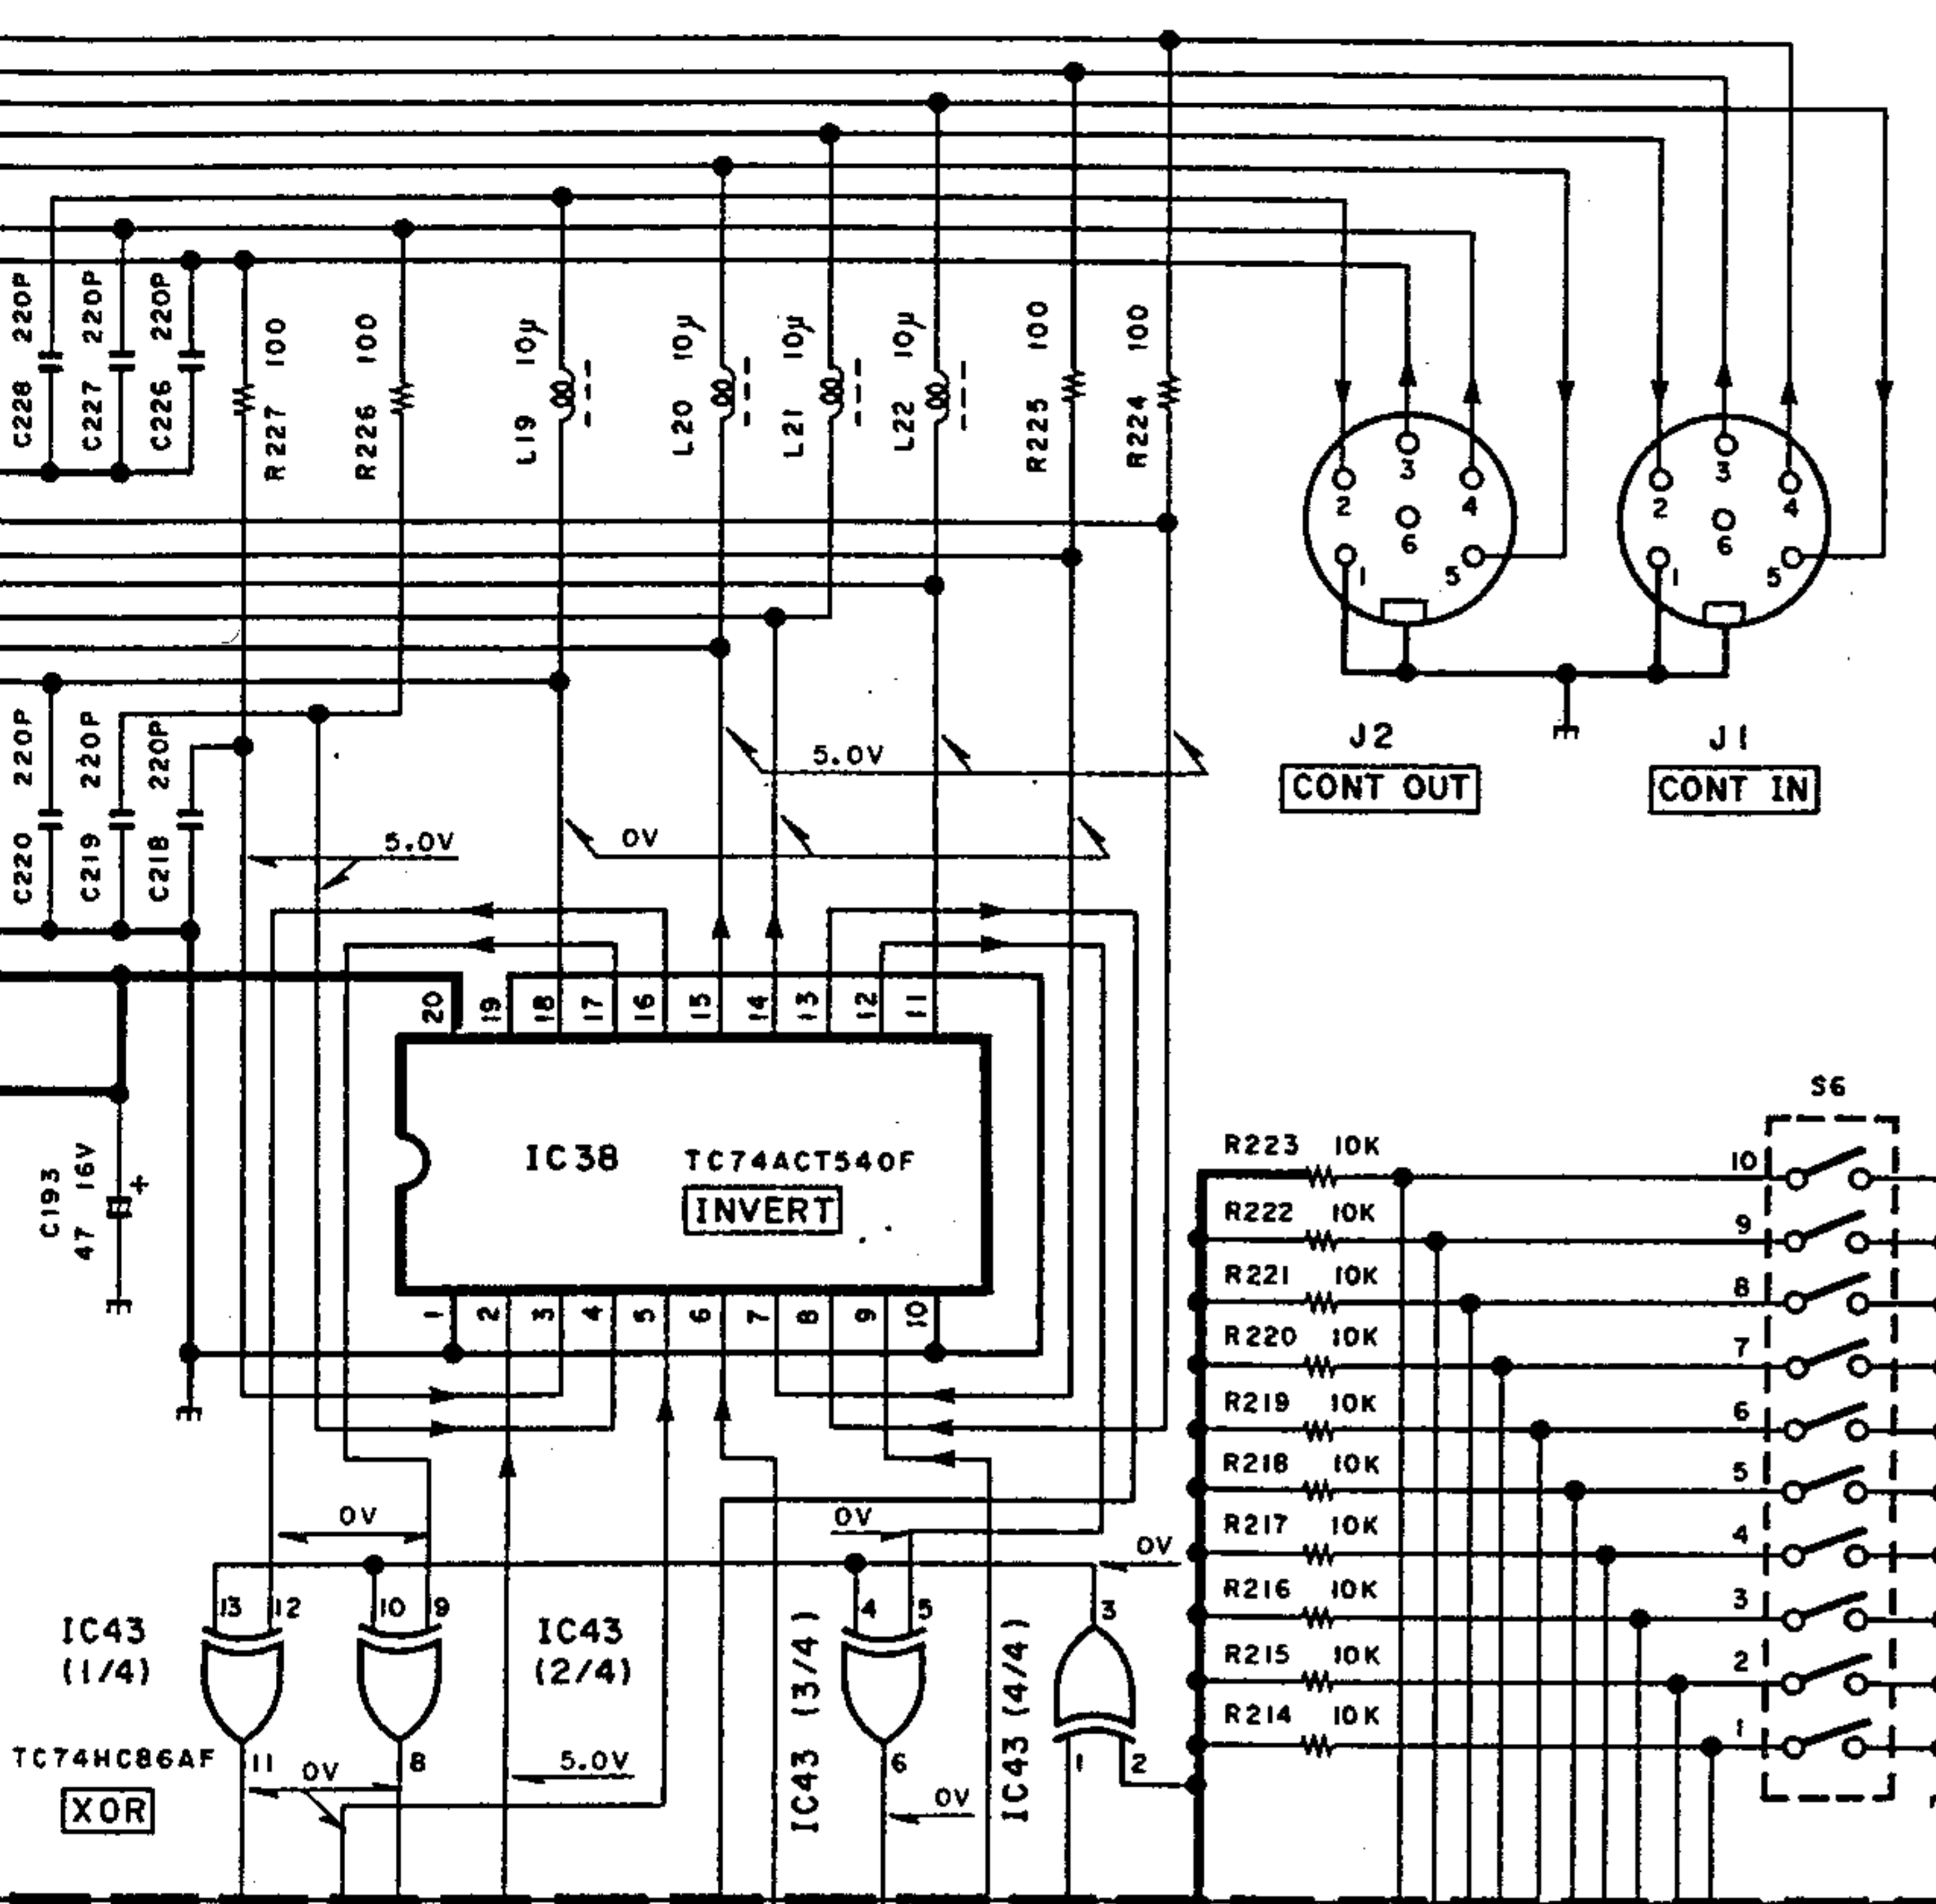 C228 220P
C227 220P
C226 220P
R227 100
R226 100
L19 10μ
L20 10μ
L21 10μ
L22 10μ
R225 100
R224 100
2
3
4
6
1
5
2
3
4
6
1
5
J2
CONT OUT
J1
CONT IN
C220 220P
C219 220P
C218 220P
5.0V
5.0V
0V
20
19
18
17
16
15
14
13
12
11
IC38 TC74ACT540F
INVERT
1
2
3
4
5
6
7
8
9
10
C193
47 16V
+
S6
R223 10K
10
R222 10K
9
R221 10K
8
R220 10K
7
R219 10K
6
R218 10K
5
R217 10K
4
R216 10K
3
R215 10K
2
R214 10K
1
0V
0V
0V
13
12
10
9
4
5
3
IC43
(1/4)
IC43
(2/4)
IC43 (3/4)
IC43 (4/4)
TC74HC86AF
XOR
11
8
6
1
2
0V
5.0V
0V